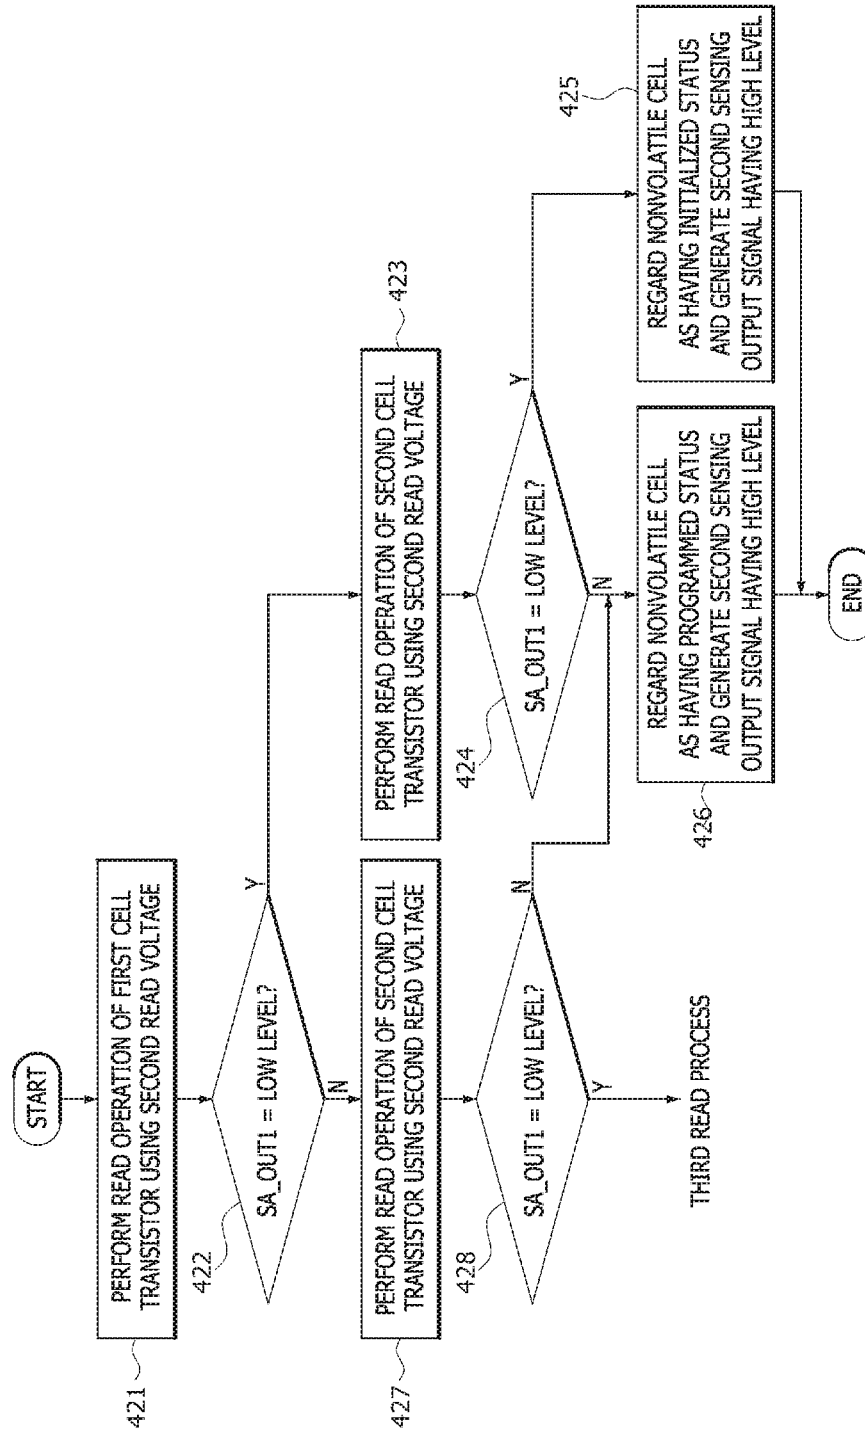 START
421
PERFORM READ OPERATION OF FIRST CELL
TRANSISTOR USING SECOND READ VOLTAGE
422
SA_OUT1 = LOW LEVEL?
Y
N
427
PERFORM READ OPERATION OF SECOND CELL
TRANSISTOR USING SECOND READ VOLTAGE
423
PERFORM READ OPERATION OF SECOND CELL
TRANSISTOR USING SECOND READ VOLTAGE
428
SA_OUT1 = LOW LEVEL?
N
Y
424
SA_OUT1 = LOW LEVEL?
Y
N
THIRD READ PROCESS
426
REGARD NONVOLATILE CELL
AS HAVING PROGRAMMED STATUS
AND GENERATE SECOND SENSING
OUTPUT SIGNAL HAVING HIGH LEVEL
425
REGARD NONVOLATILE CELL
AS HAVING INITIALIZED STATUS
AND GENERATE SECOND SENSING
OUTPUT SIGNAL HAVING HIGH LEVEL
END